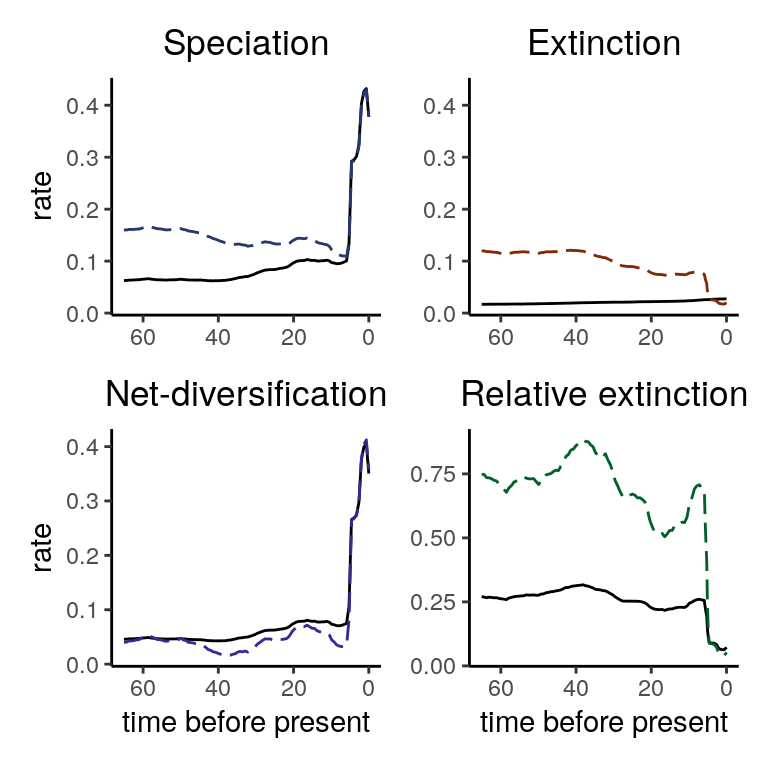 Speciation
Extinction
rate
0.4
0.3
0.2
0.1
0.0
60 40 20 0
0.4
0.3
0.2
0.1
0.0
60 40 20 0
Net-diversification
Relative extinction
rate
0.4
0.3
0.2
0.1
0.0
60 40 20 0
time before present
0.75
0.50
0.25
0.00
60 40 20 0
time before present